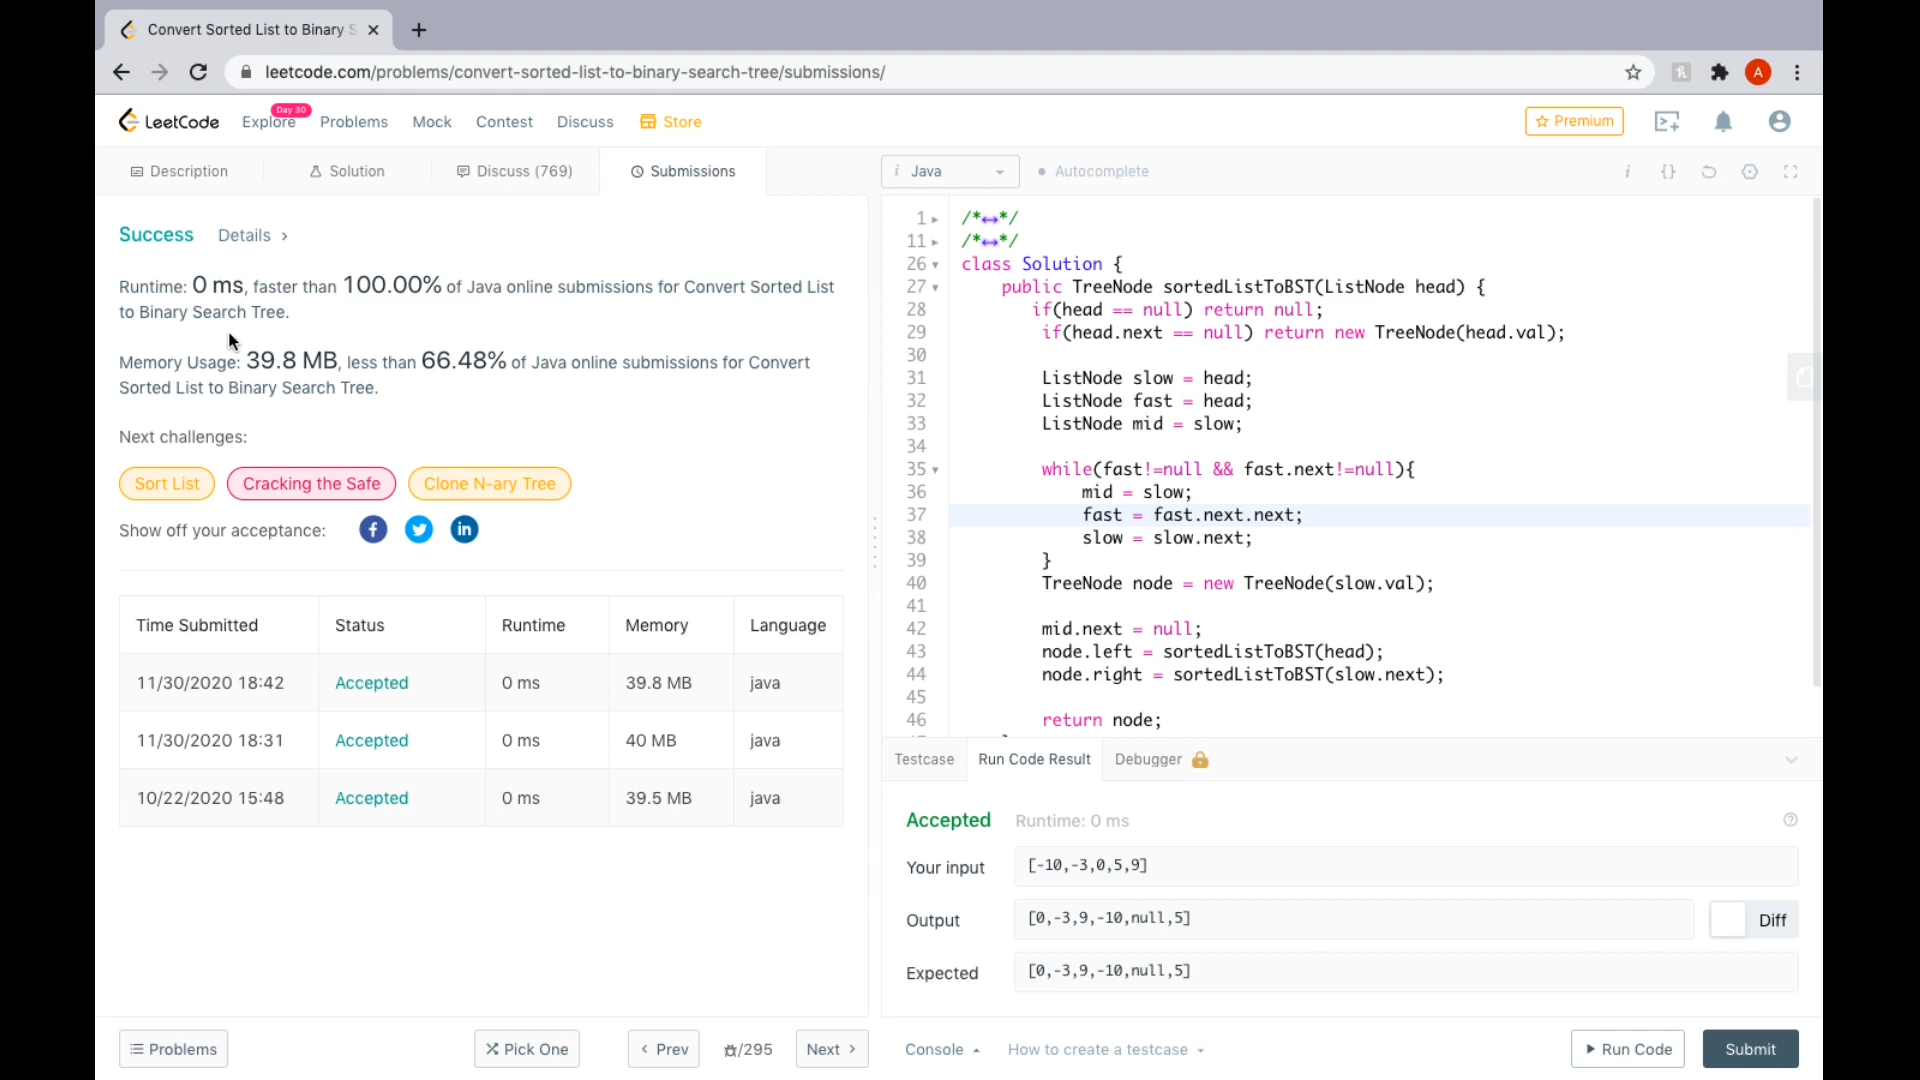 Convert Sorted List to Binary S
leetcode.com/problems/convert-sorted-list-to-binary-search-tree/submissions/
A
LeetCode
Explore
Day 30
Problems
Mock
Contest
Discuss
Store
Premium
Description
Solution
Discuss (769)
Submissions
i Java
Autocomplete
i
{}
Success
Details
Runtime: 0 ms, faster than 100.00% of Java online submissions for Convert Sorted List
to Binary Search Tree.
Memory Usage: 39.8 MB, less than 66.48% of Java online submissions for Convert
Sorted List to Binary Search Tree.
Next challenges:
Sort List
Cracking the Safe
Clone N-ary Tree
Show off your acceptance:
Time Submitted Status Runtime Memory Language
11/30/2020 18:42 Accepted 0 ms 39.8 MB java
11/30/2020 18:31 Accepted 0 ms 40 MB java
10/22/2020 15:48 Accepted 0 ms 39.5 MB java
1 /*↔*/
11 /*↔*/
26 class Solution {
27 public TreeNode sortedListToBST(ListNode head) {
28 if(head == null) return null;
29 if(head.next == null) return new TreeNode(head.val);
30
31 ListNode slow = head;
32 ListNode fast = head;
33 ListNode mid = slow;
34
35 while(fast!=null && fast.next!=null){
36 mid = slow;
37 fast = fast.next.next;
38 slow = slow.next;
39 }
40 TreeNode node = new TreeNode(slow.val);
41
42 mid.next = null;
43 node.left = sortedListToBST(head);
44 node.right = sortedListToBST(slow.next);
45
46 return node;
Testcase
Run Code Result
Debugger
Accepted
Runtime: 0 ms
Your input
[-10,-3,0,5,9]
Output
[0,-3,9,-10,null,5]
Diff
Expected
[0,-3,9,-10,null,5]
Problems
Pick One
Prev
/295
Next
Console
How to create a testcase
Run Code
Submit